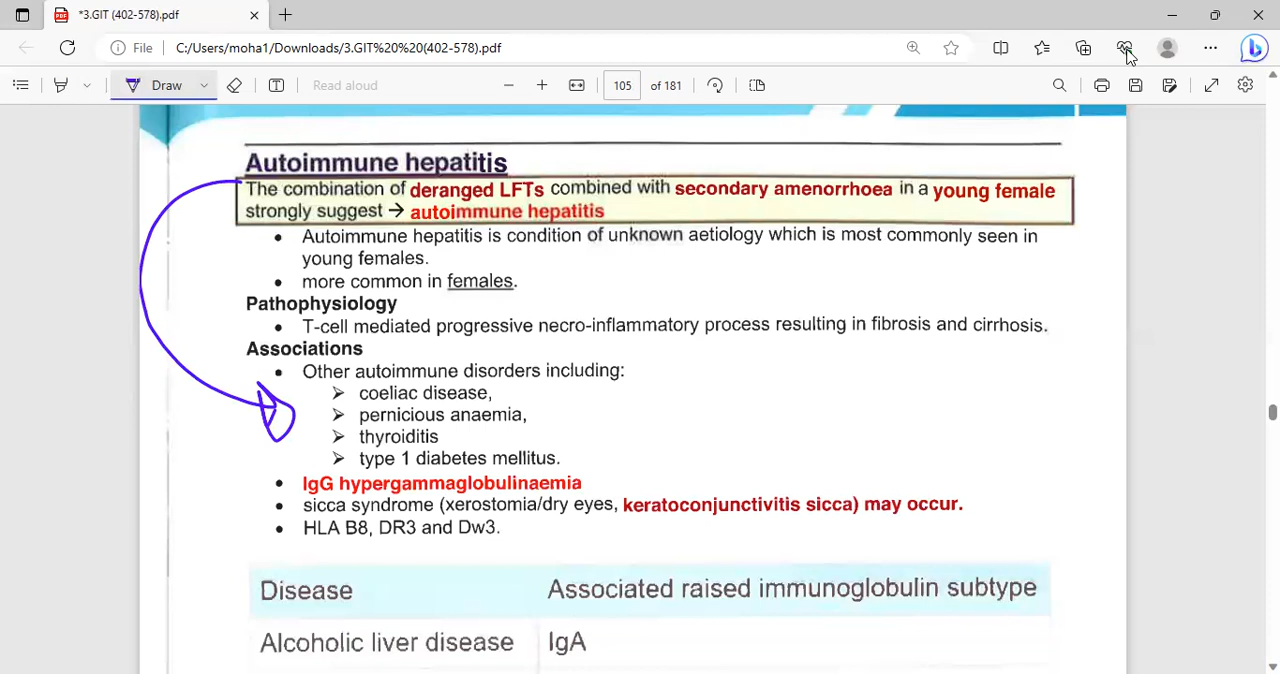 *3.GIT (402-578).pdf
File C:/Users/moha1/Downloads/3.GIT%20%20(402-578).pdf
Draw Read aloud 105 of 181
Autoimmune hepatitis
The combination of deranged LFTs combined with secondary amenorrhoea in a young female
strongly suggest → autoimmune hepatitis
• Autoimmune hepatitis is condition of unknown aetiology which is most commonly seen in
young females.
• more common in females.
Pathophysiology
• T-cell mediated progressive necro-inflammatory process resulting in fibrosis and cirrhosis.
Associations
• Other autoimmune disorders including:
➢ coeliac disease,
➢ pernicious anaemia,
➢ thyroiditis
➢ type 1 diabetes mellitus.
• IgG hypergammaglobulinaemia
• sicca syndrome (xerostomia/dry eyes, keratoconjunctivitis sicca) may occur.
• HLA B8, DR3 and Dw3.
Disease Associated raised immunoglobulin subtype
Alcoholic liver disease IgA